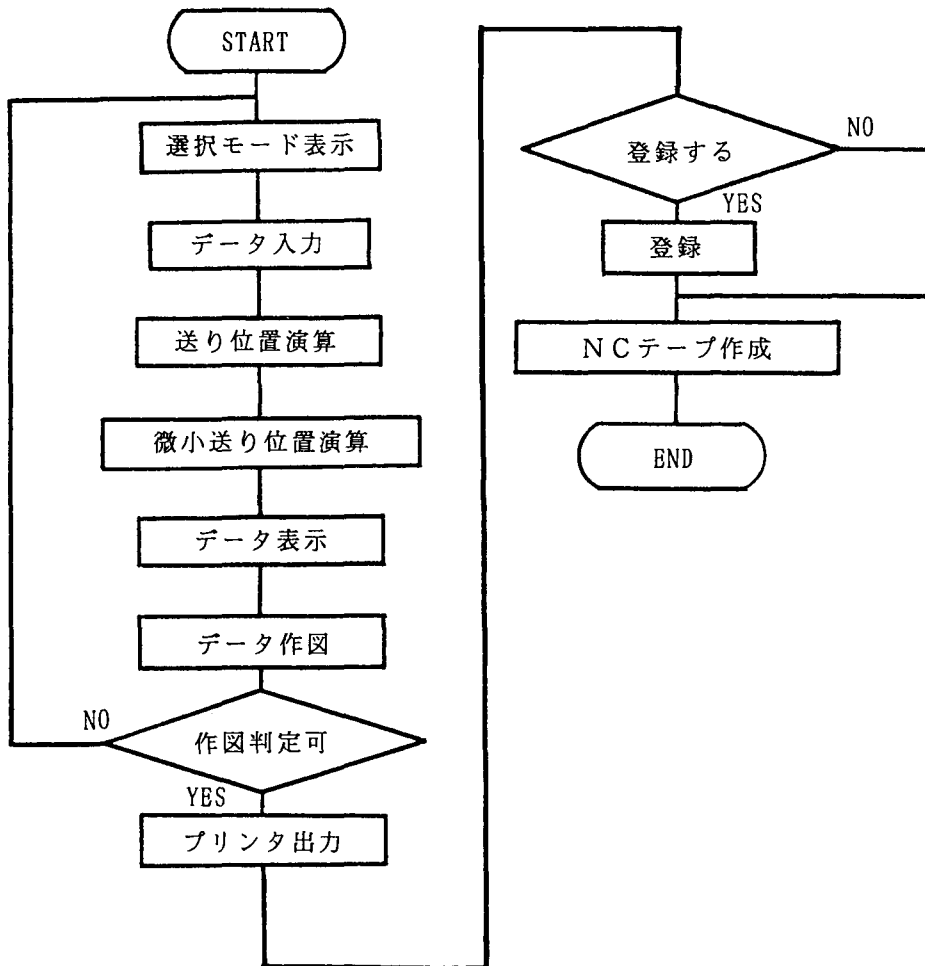 START
選択モード表示
データ入力
送り位置演算
微小送り位置演算
データ表示
データ作図
NO
作図判定可
YES
プリンタ出力
登録する
NO
YES
登録
NCテープ作成
END